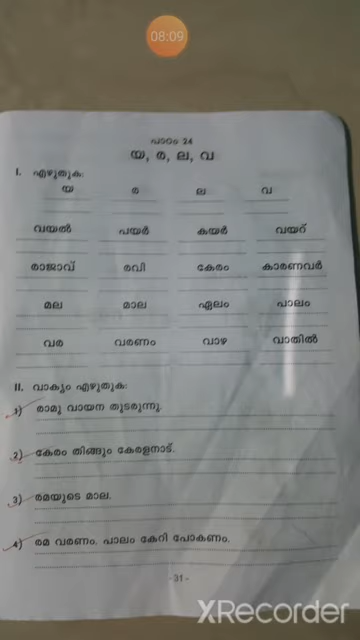 08:09
പാഠം 24
യ, ര, ല, വ
I. എഴുതുക:
യ ര ല വ
വയൽ പയർ കയർ വയറ്
രാജാവ് രവി കേരം കാരണവർ
മല മാല ഏലം പാലം
വര വരണം വാഴ വാതിൽ
II. വാക്യം എഴുതുക:
1) രാമു വായന തുടരുന്നു.
2) കേരം തിങ്ങും കേരളനാട്.
3) രമയുടെ മാല.
4) രമ വരണം. പാലം കേറി പോകണം.
-31-
XRecorder